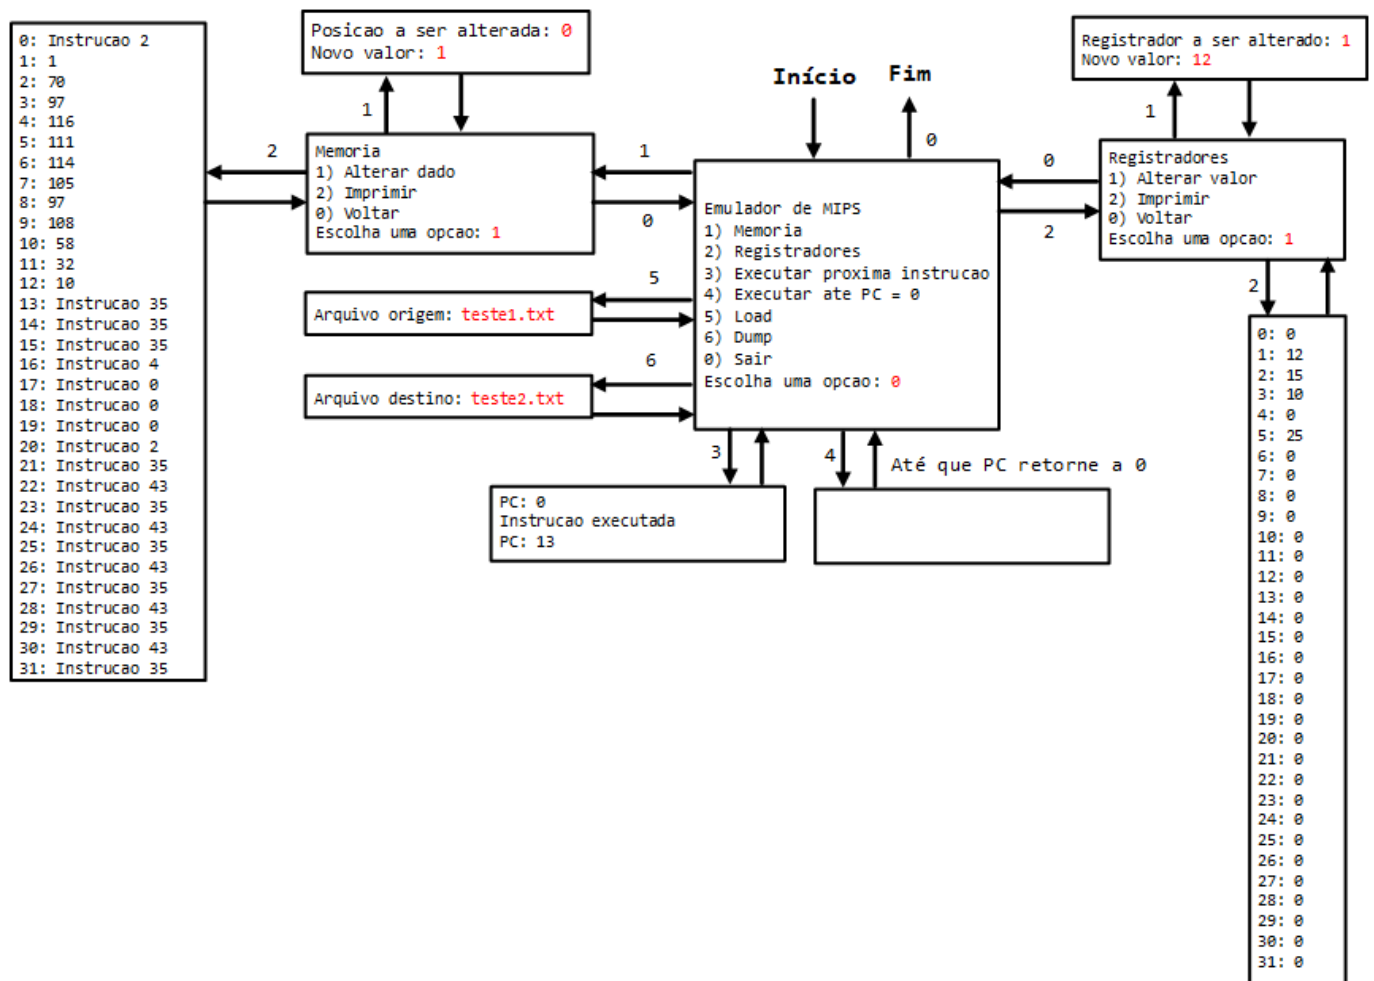 0: Instrucao 2
1: 1
2: 70
3: 97
4: 116
5: 111
6: 114
7: 105
8: 97
9: 108
10: 58
11: 32
12: 10
13: Instrucao 35
14: Instrucao 35
15: Instrucao 35
16: Instrucao 4
17: Instrucao 0
18: Instrucao 0
19: Instrucao 0
20: Instrucao 2
21: Instrucao 35
22: Instrucao 43
23: Instrucao 35
24: Instrucao 43
25: Instrucao 35
26: Instrucao 43
27: Instrucao 35
28: Instrucao 43
29: Instrucao 35
30: Instrucao 43
31: Instrucao 35
Posicao a ser alterada: 0
Novo valor: 1
1
2
Memoria
1) Alterar dado
2) Imprimir
0) Voltar
Escolha uma opcao: 1
1
0
5
Arquivo origem: teste1.txt
6
Arquivo destino: teste2.txt
Início
Fim
0
Emulador de MIPS
1) Memoria
2) Registradores
3) Executar proxima instrucao
4) Executar ate PC = 0
5) Load
6) Dump
0) Sair
Escolha uma opcao: 0
3
4
Até que PC retorne a 0
PC: 0
Instrucao executada
PC: 13
Registrador a ser alterado: 1
Novo valor: 12
1
0
2
Registradores
1) Alterar valor
2) Imprimir
0) Voltar
Escolha uma opcao: 1
2
0: 0
1: 12
2: 15
3: 10
4: 0
5: 25
6: 0
7: 0
8: 0
9: 0
10: 0
11: 0
12: 0
13: 0
14: 0
15: 0
16: 0
17: 0
18: 0
19: 0
20: 0
21: 0
22: 0
23: 0
24: 0
25: 0
26: 0
27: 0
28: 0
29: 0
30: 0
31: 0